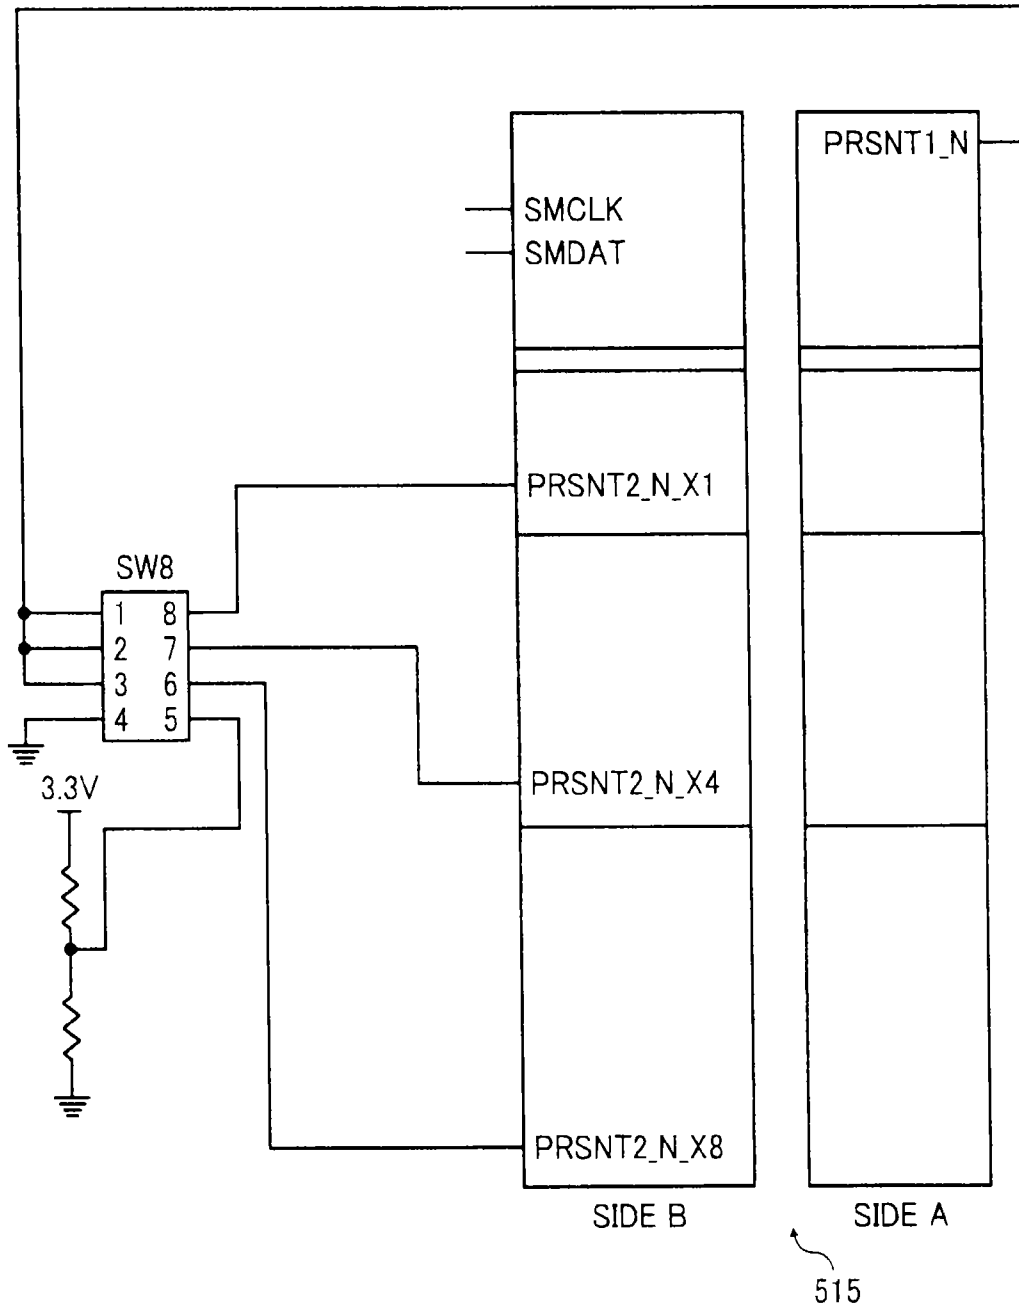 PRSNT1_N
SMCLK
SMDAT
PRSNT2_N_X1
SW8
1 8
2 7
3 6
4 5
3.3V
PRSNT2_N_X4
PRSNT2_N_X8
SIDE B
SIDE A
515